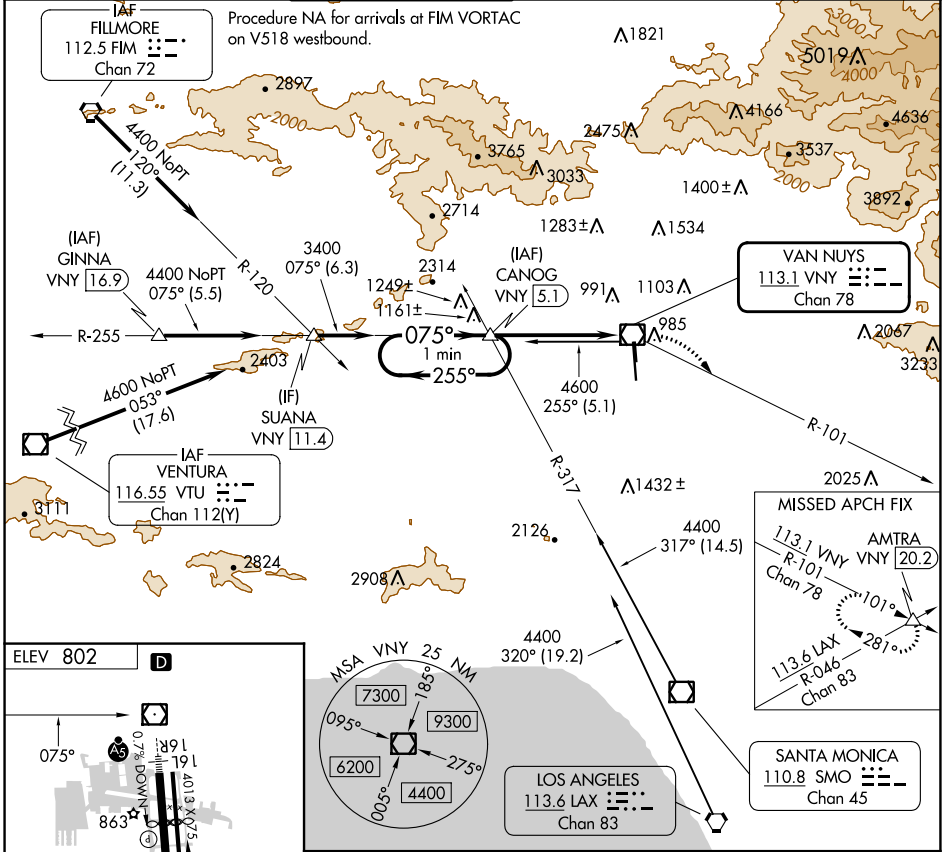 IAF
FILLMORE
112.5 FIM
Chan 72
Procedure NA for arrivals at FIM VORTAC
on V518 westbound.
1821
5019
4000
2897
2000
4166
4636
2475
3765
3033
3537
2000
4400 NoPT
120°
(11.3)
1400 ±
3892
2714
1283±
1534
(IAF)
GINNA
VNY 16.9
R-120
3400
075° (6.3)
2314
(IAF)
CANOG
VNY 5.1
VAN NUYS
113.1 VNY
Chan 78
4400 NoPT
075° (5.5)
1249±
1161±
991
1103
R-255
075°
1 min
255°
985
2067
3233
2403
4600 NoPT
053°
(17.6)
(IF)
SUANA
VNY 11.4
4600
255° (5.1)
R-101
IAF
VENTURA
116.55 VTU
Chan 112(Y)
R-317
1432 ±
2025
3111
2126
4400
317° (14.5)
2824
2908
MISSED APCH FIX
113.1 VNY
R-101
Chan 78
AMTRA
VNY 20.2
101°
281°
113.6 LAX
R-046
Chan 83
4400
320° (19.2)
ELEV 802
D
075°
A5
0.7% DOWN
16R
16L
4013 X 075
863
P
MSA VNY 25 NM
7300
185°
095°
9300
6200
275°
005°
4400
LOS ANGELES
113.6 LAX
Chan 83
SANTA MONICA
110.8 SMO
Chan 45